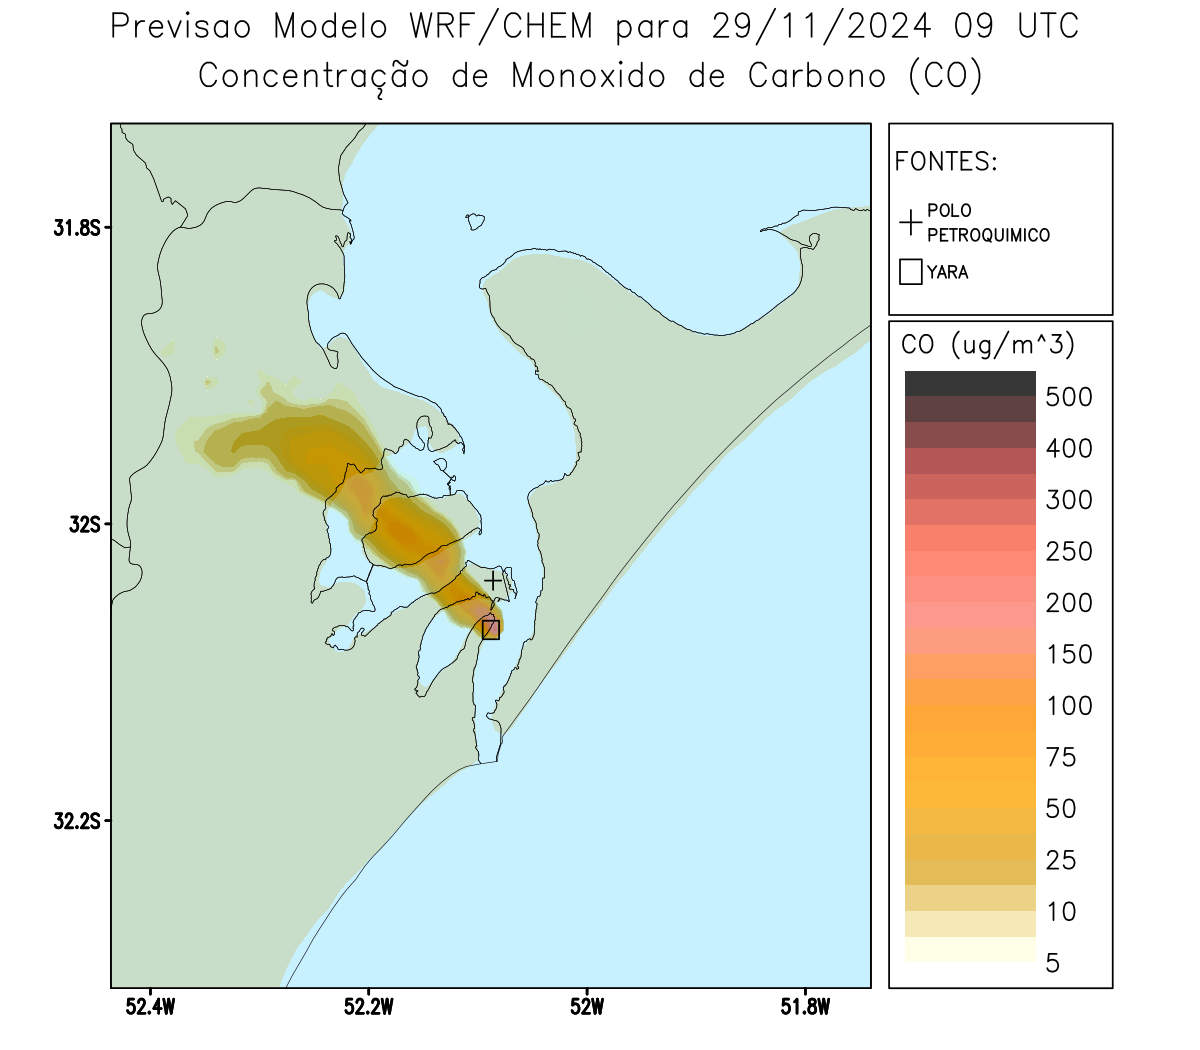 Previsao Modelo WRF/CHEM para 29/11/2024 09 UTC
Concentração de Monoxido de Carbono (CO)
FONTES:
POLO
PETROQUIMICO
YARA
CO (ug/m^3)
500
400
300
250
200
150
100
75
50
25
10
5
31.8S
32S
32.2S
52.4W
52.2W
52W
51.8W